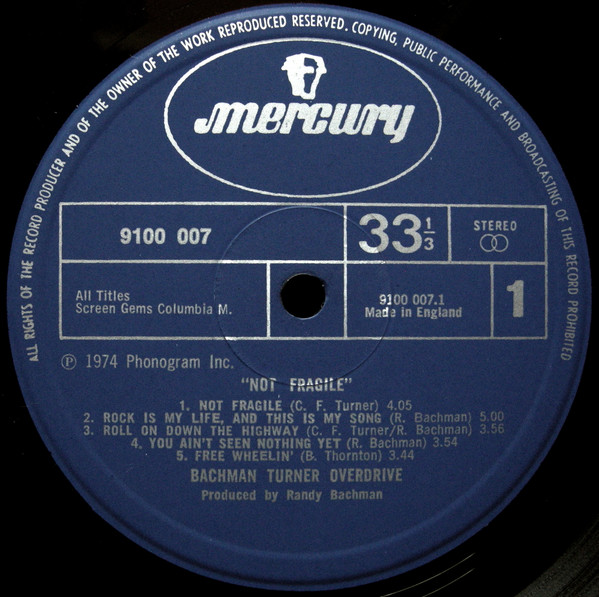 ALL RIGHTS OF THE RECORD PRODUCER AND OF THE OWNER OF THE WORK REPRODUCED RESERVED. COPYING, PUBLIC PERFORMANCE AND BROADCASTING OF THIS RECORD PROHIBITED
mercury
9100 007
33 1/3
STEREO
All Titles
Screen Gems Columbia M.
9100 007.1
Made in England
1
Ⓟ 1974 Phonogram Inc.
"NOT FRAGILE"
1. NOT FRAGILE (C. F. Turner) 4.05
2. ROCK IS MY LIFE, AND THIS IS MY SONG (R. Bachman) 5.00
3. ROLL ON DOWN THE HIGHWAY (C. F. Turner/R. Bachman) 3.56
4. YOU AIN'T SEEN NOTHING YET (R. Bachman) 3.54
5. FREE WHEELIN' (B. Thornton) 3.44
BACHMAN TURNER OVERDRIVE
Produced by Randy Bachman